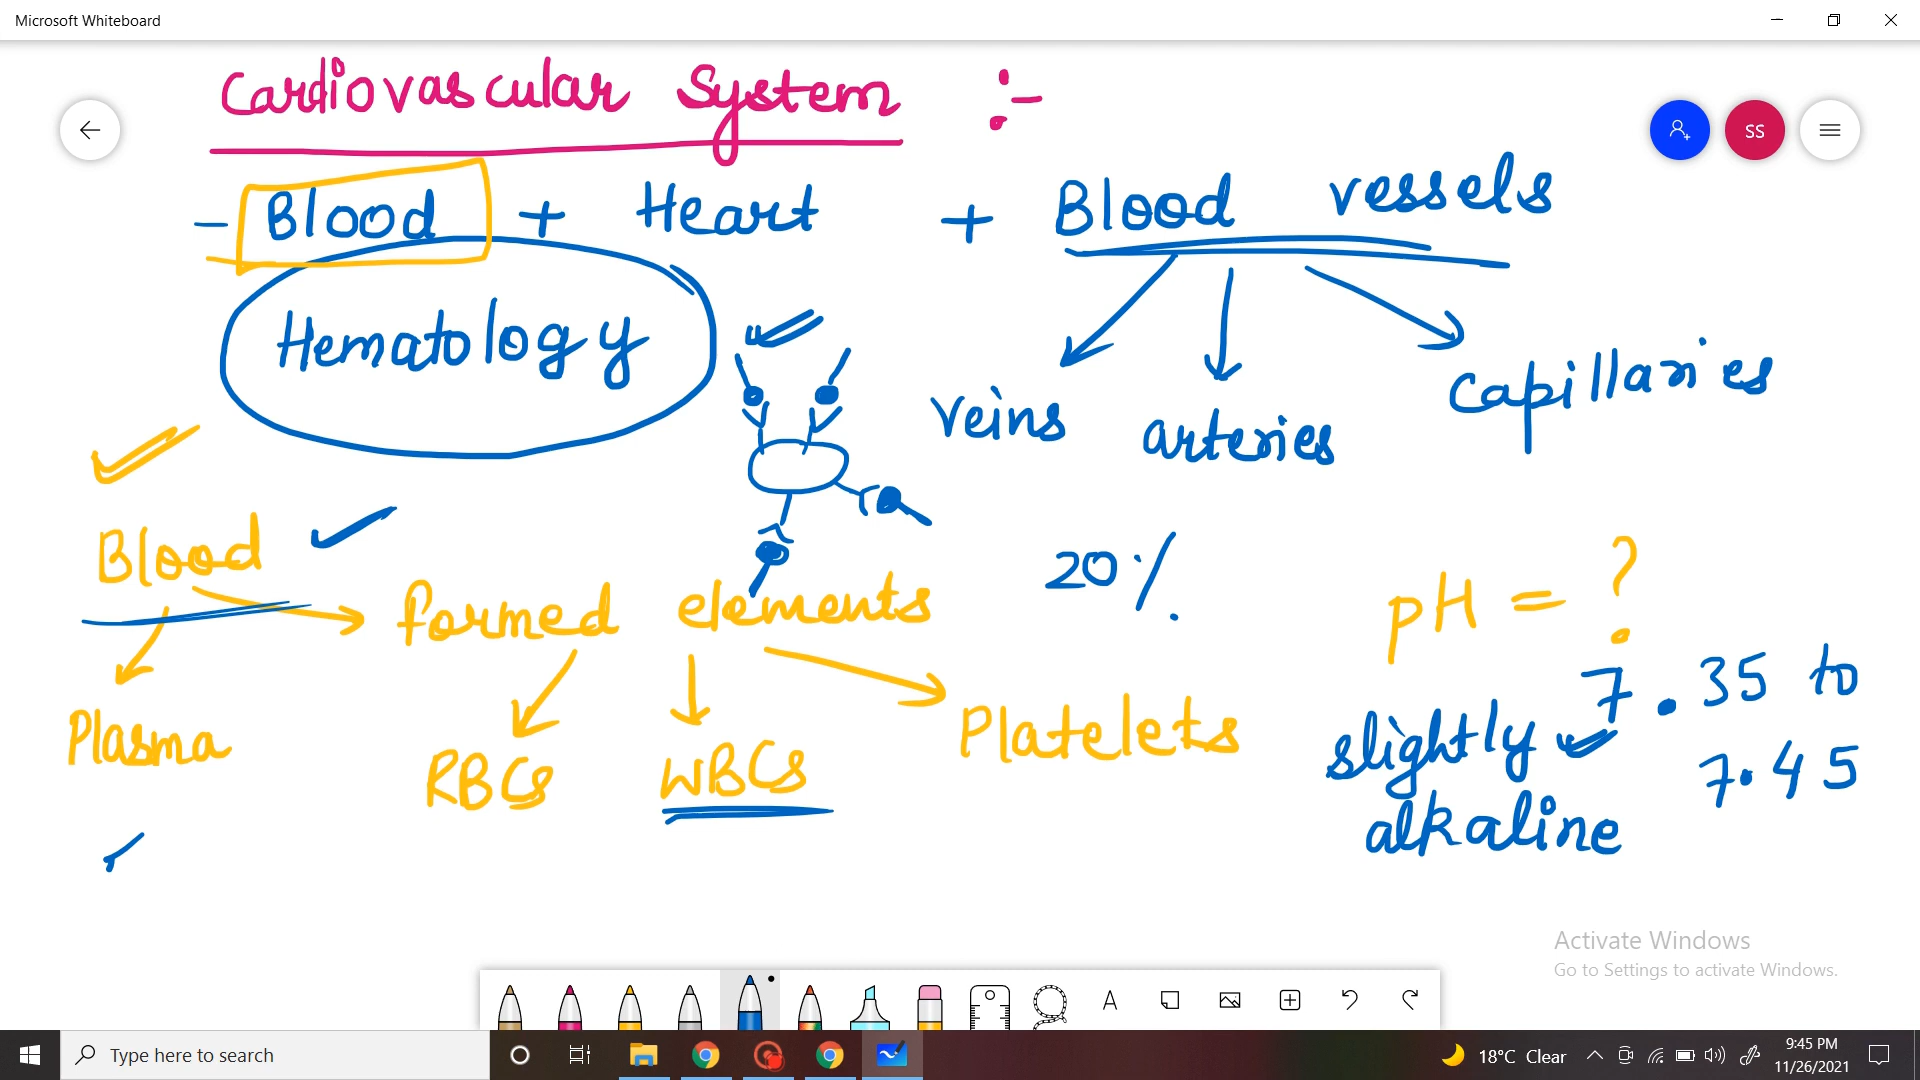 Microsoft Whiteboard
Cardiovascular System :-
SS
- Blood + Heart + Blood vessels
Hematology
veins arteries capillaries
Blood
formed elements
20%.
pH = ?
7.35 to
7.45
Plasma
RBCs
WBCs
Platelets
slightly
alkaline
Activate Windows
Go to Settings to activate Windows.
A
Type here to search
18°C Clear
9:45 PM
11/26/2021